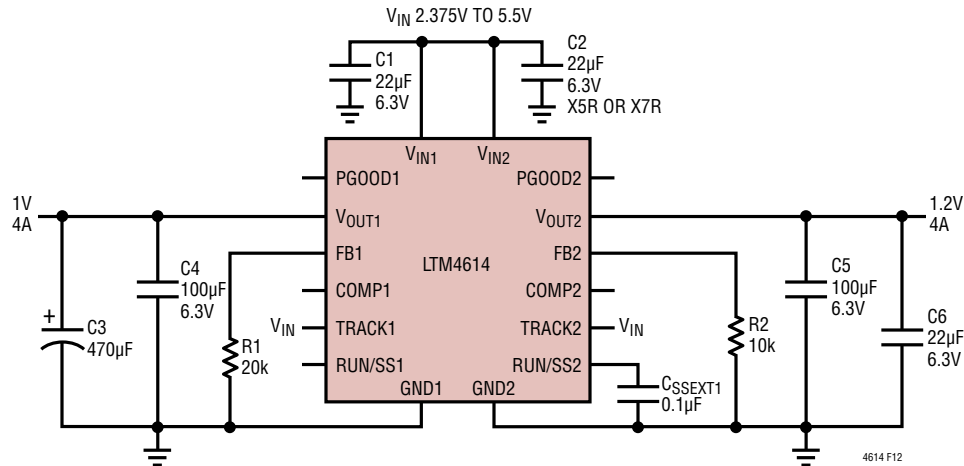 VIN 2.375V TO 5.5V
C1
22µF
6.3V
C2
22µF
6.3V
X5R OR X7R
VIN1
VIN2
PGOOD1
PGOOD2
1V
4A
VOUT1
VOUT2
1.2V
4A
FB1
LTM4614
FB2
C4
100µF
6.3V
COMP1
COMP2
C5
100µF
6.3V
VIN
TRACK1
TRACK2
VIN
+
C3
470µF
R1
20k
R2
10k
C6
22µF
6.3V
RUN/SS1
RUN/SS2
GND1
GND2
CSSEXT1
0.1µF
4614 F12